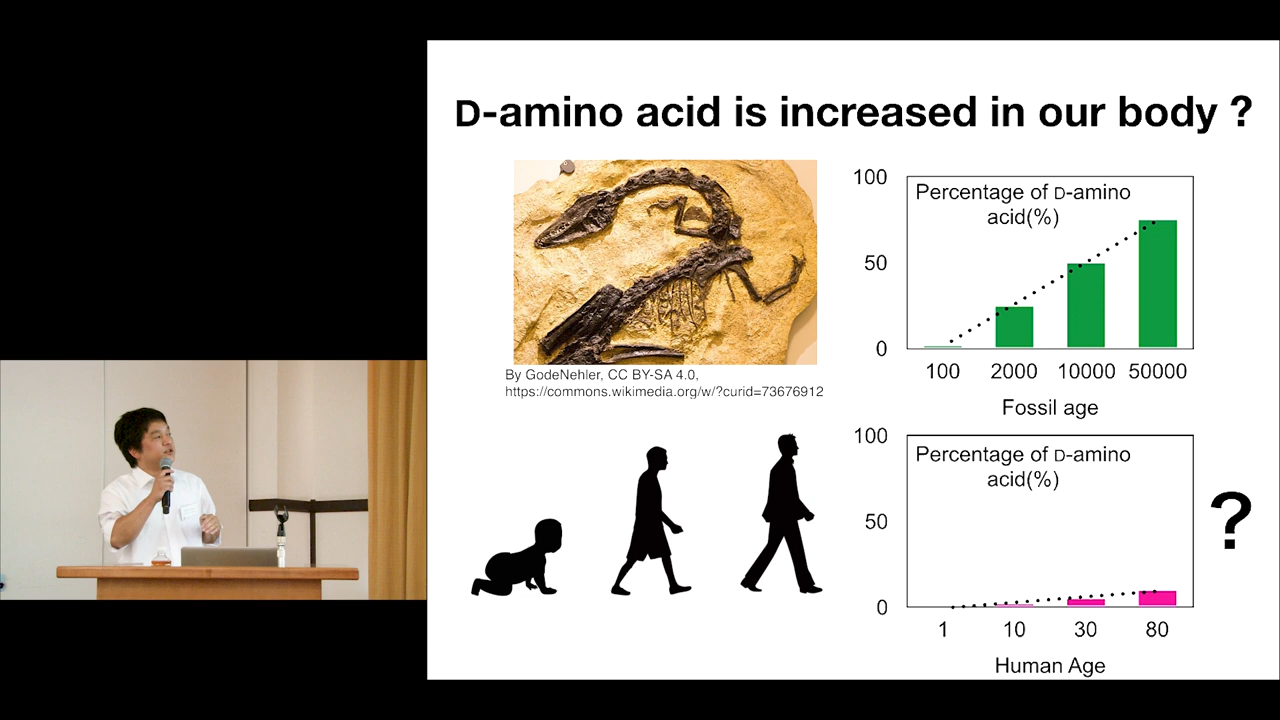 D-amino acid is increased in our body ?
By GodeNehler, CC BY-SA 4.0,
https://commons.wikimedia.org/w/?curid=73676912
100
Percentage of D-amino
acid(%)
50
0
100 2000 10000 50000
Fossil age
100
Percentage of D-amino
acid(%)
50
?
0
1 10 30 80
Human Age